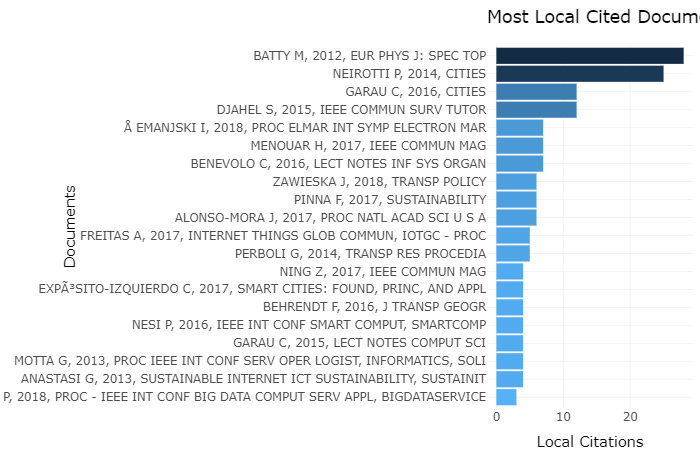 Most Local Cited Docum
BATTY M, 2012, EUR PHYS J: SPEC TOP
NEIROTTI P, 2014, CITIES
GARAU C, 2016, CITIES
DJAHEL S, 2015, IEEE COMMUN SURV TUTOR
Å EMANJSKI I, 2018, PROC ELMAR INT SYMP ELECTRON MAR
MENOUAR H, 2017, IEEE COMMUN MAG
BENEVOLO C, 2016, LECT NOTES INF SYS ORGAN
ZAWIESKA J, 2018, TRANSP POLICY
PINNA F, 2017, SUSTAINABILITY
ALONSO-MORA J, 2017, PROC NATL ACAD SCI U S A
FREITAS A, 2017, INTERNET THINGS GLOB COMMUN, IOTGC - PROC
PERBOLI G, 2014, TRANSP RES PROCEDIA
NING Z, 2017, IEEE COMMUN MAG
EXPÃ³SITO-IZQUIERDO C, 2017, SMART CITIES: FOUND, PRINC, AND APPL
BEHRENDT F, 2016, J TRANSP GEOGR
NESI P, 2016, IEEE INT CONF SMART COMPUT, SMARTCOMP
GARAU C, 2015, LECT NOTES COMPUT SCI
MOTTA G, 2013, PROC IEEE INT CONF SERV OPER LOGIST, INFORMATICS, SOLI
ANASTASI G, 2013, SUSTAINABLE INTERNET ICT SUSTAINABILITY, SUSTAINIT
P, 2018, PROC - IEEE INT CONF BIG DATA COMPUT SERV APPL, BIGDATASERVICE
Documents
0 10 20
Local Citations